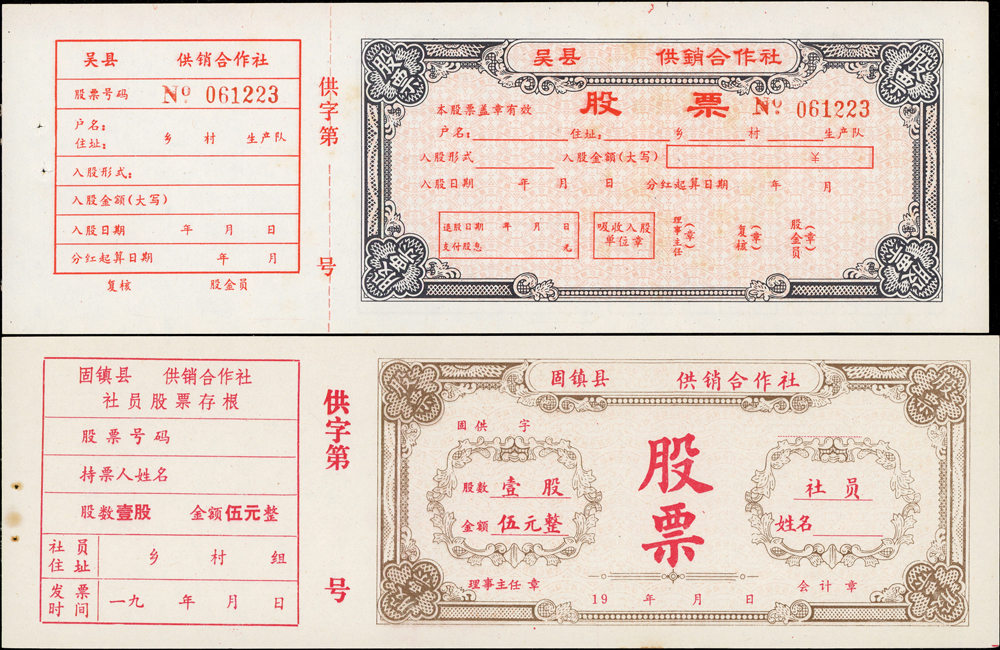 吴县 供销合作社
股票号码 Nº 061223
户名:
住址: 乡 村 生产队
入股形式:
入股金额(大写)
入股日期 年 月 日
分红起算日期 年 月
复核 股金员
供字第 号
股票 股票
吴县 供銷合作社
本股票盖章有效 股票 Nº 061223
户名: 住址: 乡 村 生产队
入股形式 入股金额(大写) ¥
入股日期 年 月 日 分红起算日期 年 月
退股日期 年 月 日
支付股息 元
吸收入股
单位章
理事主任(章)
复核(章)
股金员(章)
股票 股票
固镇县 供销合作社
社员股票存根
股票号码
持票人姓名
股数壹股 金额伍元整
社员
住址 乡 村 组
发票
时间 一九 年 月 日
供字第 号
固镇县 供销合作社
固供 字
股票
股数 壹股
金额 伍元整
社员
姓名
理事主任 章 会计 章
19 年 月 日